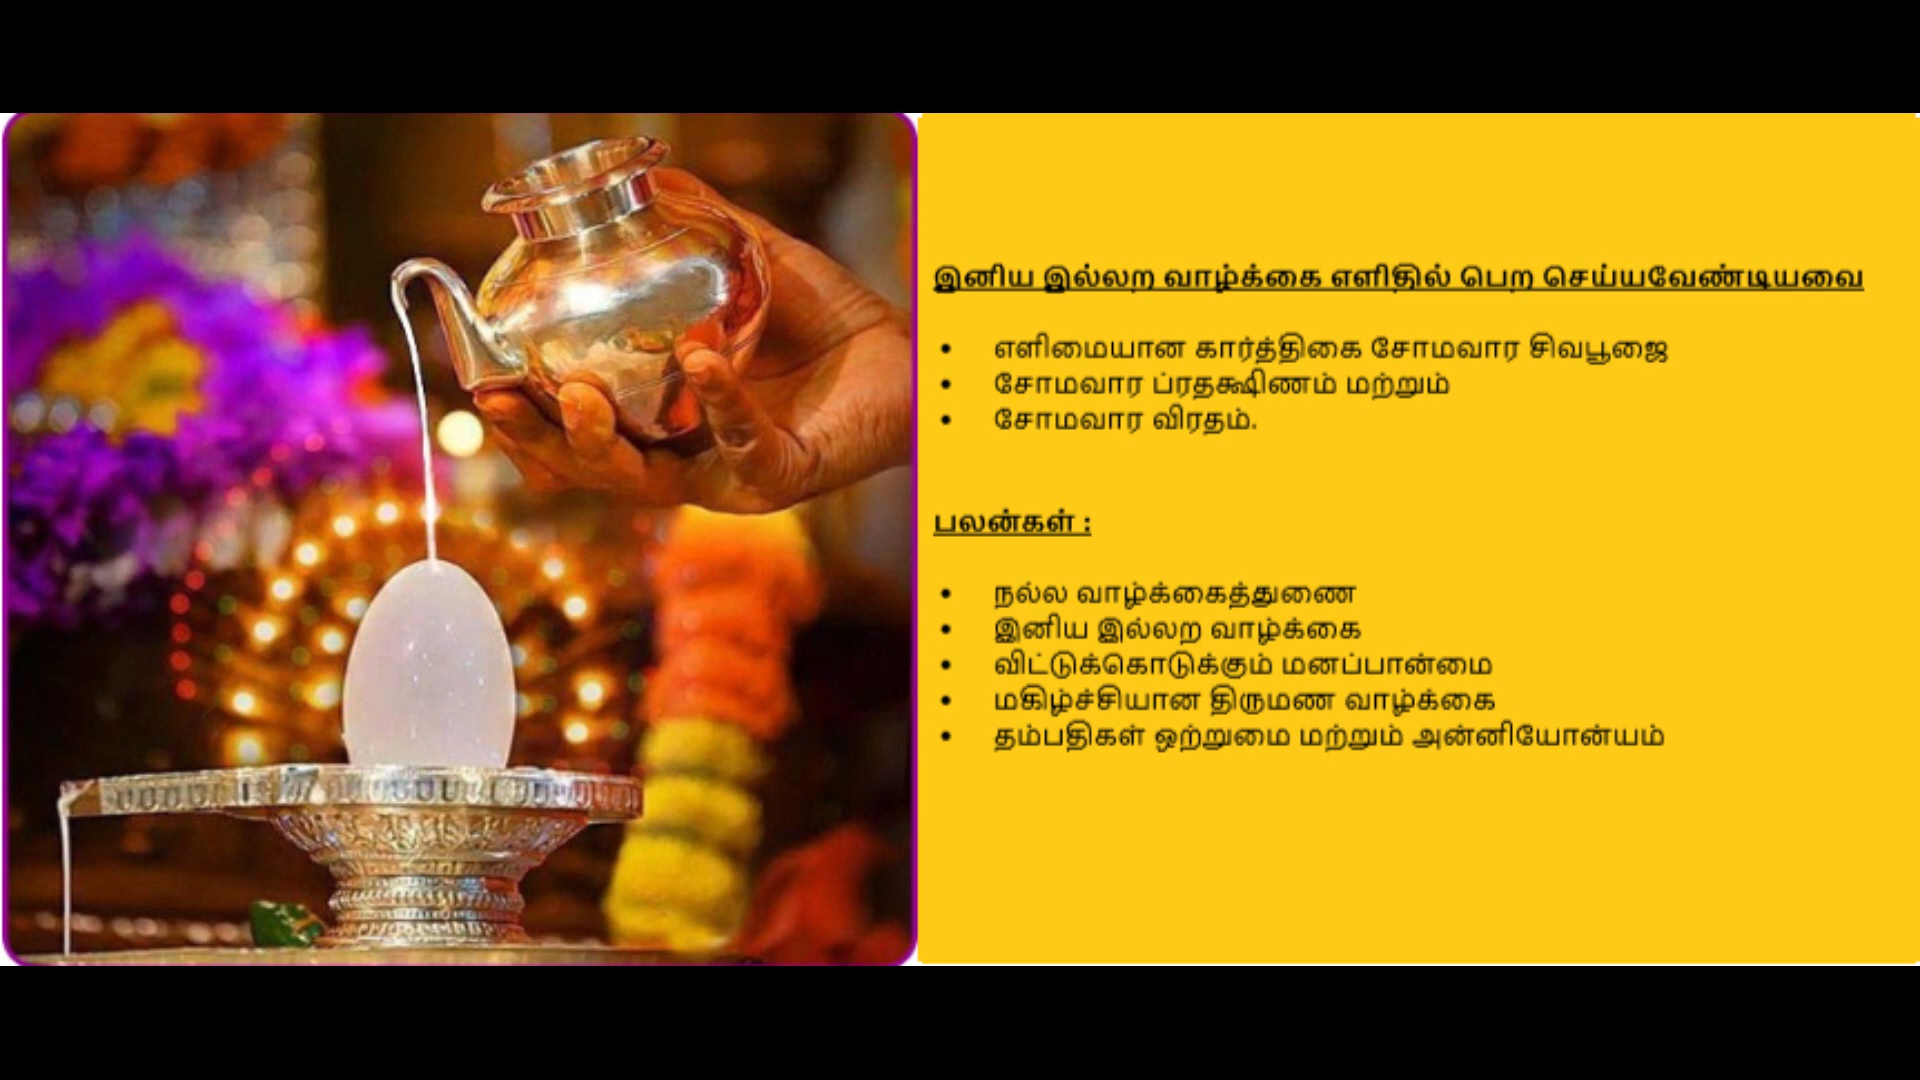 இனிய இல்லற வாழ்க்கை எளிதில் பெற செய்யவேண்டியவை
• எளிமையான கார்த்திகை சோமவார சிவபூஜை
• சோமவார ப்ரதக்ஷிணம் மற்றும்
• சோமவார விரதம்.
பலன்கள் :
• நல்ல வாழ்க்கைத்துணை
• இனிய இல்லற வாழ்க்கை
• விட்டுக்கொடுக்கும் மனப்பான்மை
• மகிழ்ச்சியான திருமண வாழ்க்கை
• தம்பதிகள் ஒற்றுமை மற்றும் அன்னியோன்யம்